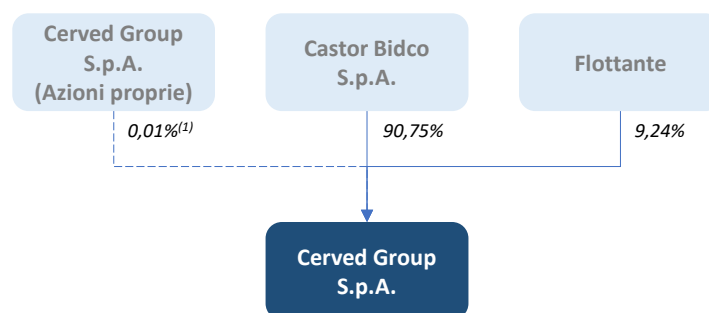 Cerved Group
S.p.A.
(Azioni proprie)
Castor Bidco
S.p.A.
Flottante
0,01%(1)
90,75%
9,24%
Cerved Group
S.p.A.